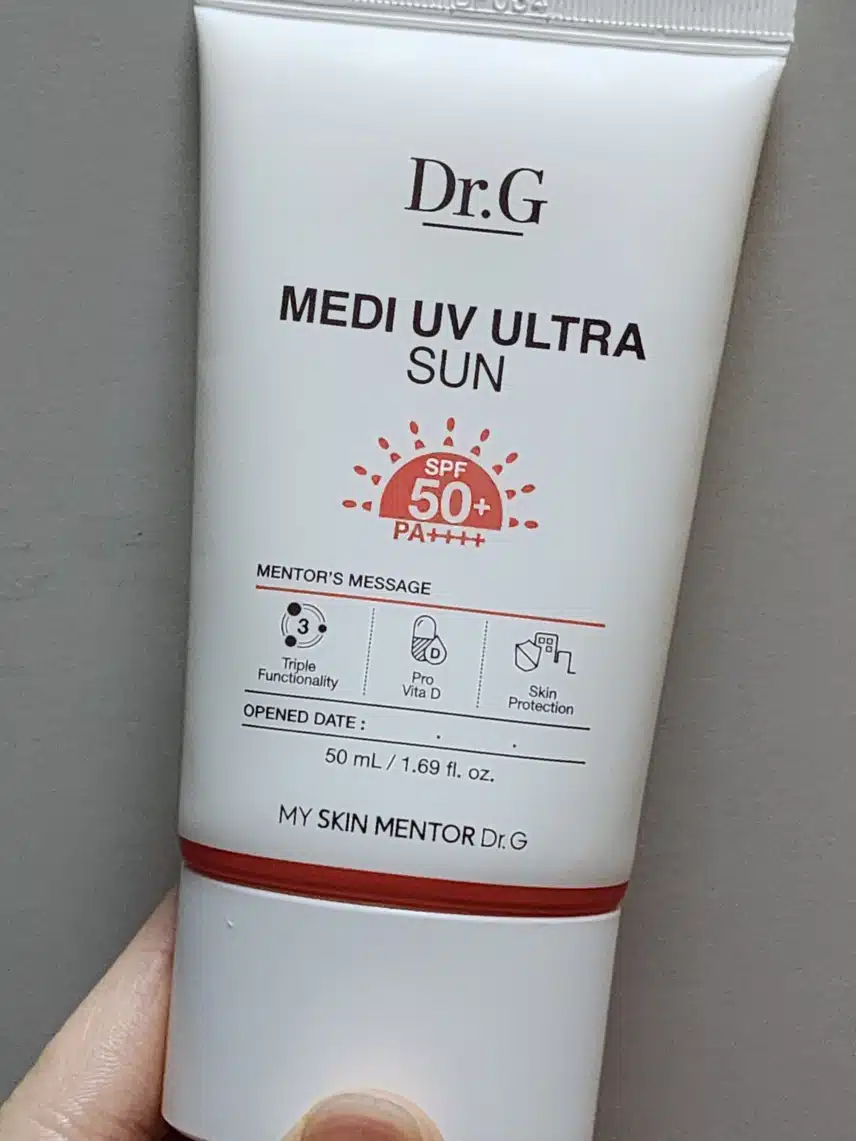 Dr.G
MEDI UV ULTRA
SUN
SPF
50+
PA++++
MENTOR'S MESSAGE
3
Triple
Functionality
D
Pro
Vita D
Skin
Protection
OPENED DATE : . .
50 mL / 1.69 fl. oz.
MY SKIN MENTOR Dr.G